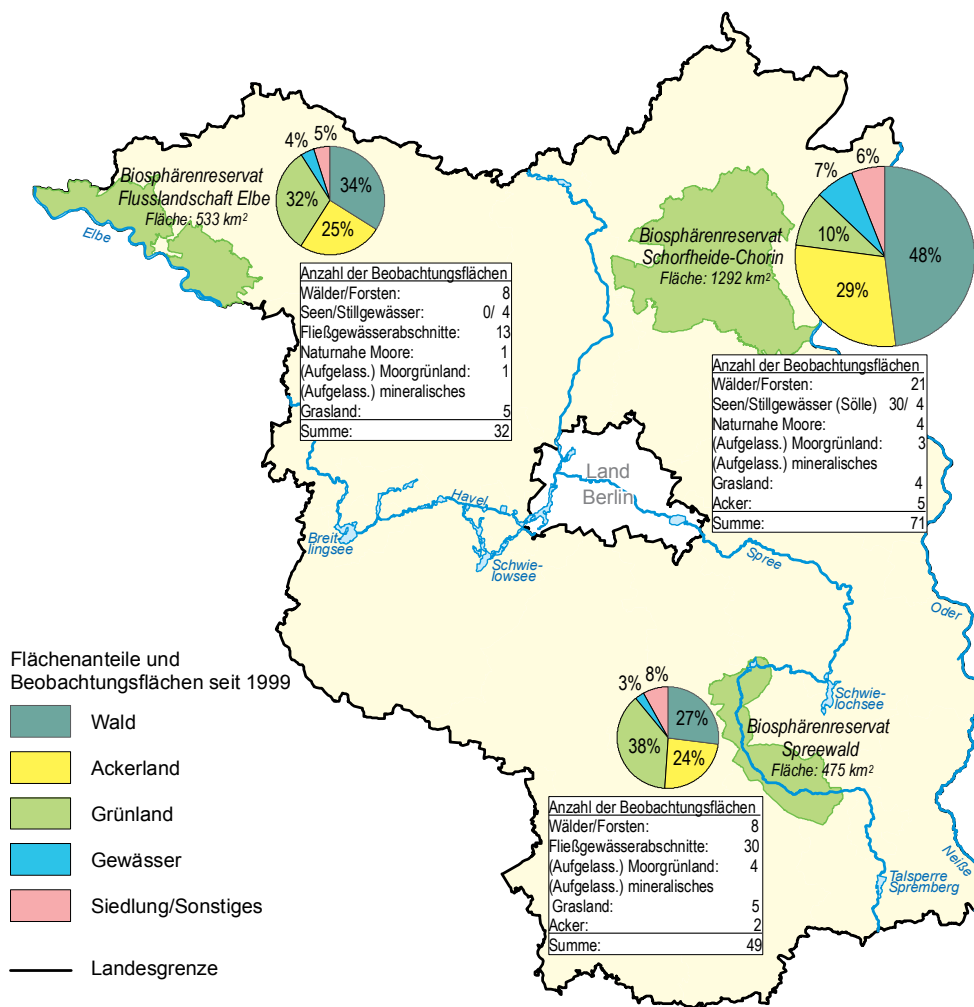 Biosphärenreservat
Flusslandschaft Elbe
Fläche: 533 km²
4%
5%
34%
32%
25%
Elbe
Anzahl der Beobachtungsflächen
Wälder/Forsten: 8
Seen/Stillgewässer: 0/ 4
Fließgewässerabschnitte: 13
Naturnahe Moore: 1
(Aufgelass.) Moorgrünland: 1
(Aufgelass.) mineralisches
Grasland: 5
Summe: 32
Biosphärenreservat
Schorfheide-Chorin
Fläche: 1292 km²
7%
6%
10%
48%
29%
Anzahl der Beobachtungsflächen
Wälder/Forsten: 21
Seen/Stillgewässer (Sölle) 30/ 4
Naturnahe Moore: 4
(Aufgelass.) Moorgrünland: 3
(Aufgelass.) mineralisches
Grasland: 4
Acker: 5
Summe: 71
Land
Berlin
Havel
Breit-
lingsee
Schwie-
lowsee
Spree
Oder
Schwie-
lochsee
Biosphärenreservat
Spreewald
Fläche: 475 km²
3%
8%
27%
38%
24%
Anzahl der Beobachtungsflächen
Wälder/Forsten: 8
Fließgewässerabschnitte: 30
(Aufgelass.) Moorgrünland: 4
(Aufgelass.) mineralisches
Grasland: 5
Acker: 2
Summe: 49
Neiße
Talsperre
Spremberg
Flächenanteile und
Beobachtungsflächen seit 1999
Wald
Ackerland
Grünland
Gewässer
Siedlung/Sonstiges
Landesgrenze